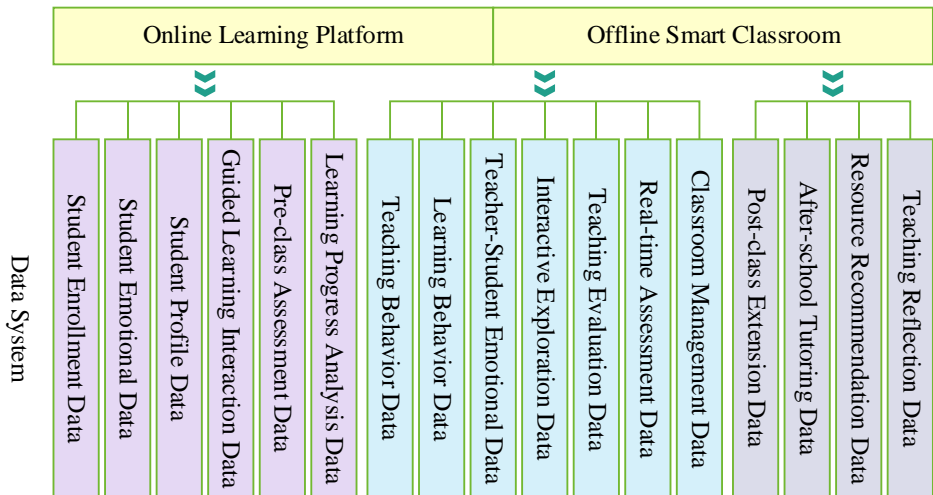 Online Learning Platform
Offline Smart Classroom
Data System
Student Enrollment Data
Student Emotional Data
Student Profile Data
Guided Learning Interaction Data
Pre-class Assessment Data
Learning Progress Analysis Data
Teaching Behavior Data
Learning Behavior Data
Teacher-Student Emotional Data
Interactive Exploration Data
Teaching Evaluation Data
Real-time Assessment Data
Classroom Management Data
Post-class Extension Data
After-school Tutoring Data
Resource Recommendation Data
Teaching Reflection Data